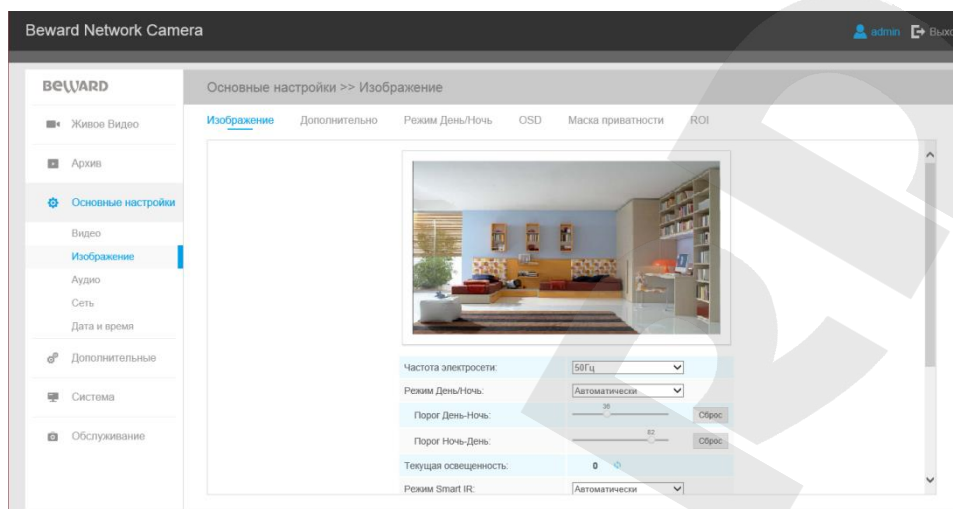 Beward Network Camera
admin
BEWARD
Основные настройки >> Изображение
Живое Видео
Архив
Основные настройки
Видео
Изображение
Аудио
Сеть
Дата и время
Дополнительные
Система
Обслуживание
Изображение Дополнительно Режим День/Ночь OSD Маска приватности ROI
Частота электросети: 50Гц
Режим День/Ночь: Автоматически
36
Порог День-Ночь: Сброс
82
Порог Ночь-День: Сброс
Текущая освещенность: 0
Режим Smart IR: Автоматически